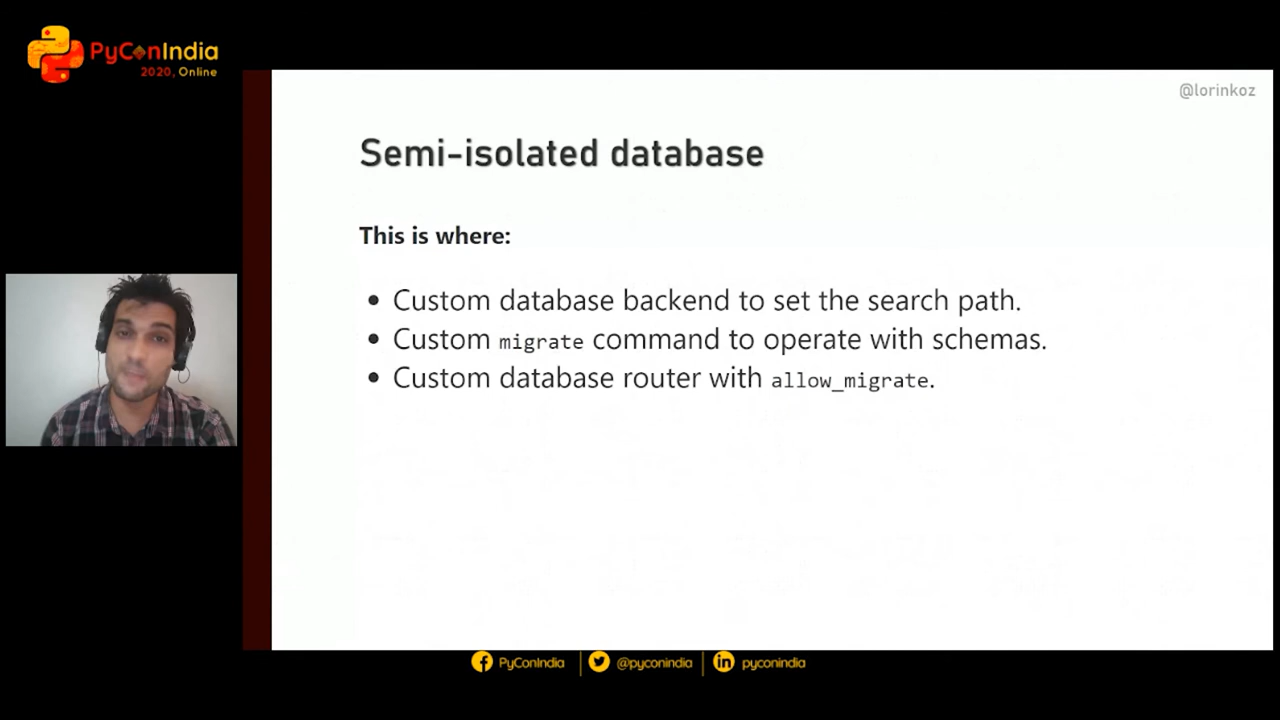 PyConIndia
2020, Online
@lorinkoz
Semi-isolated database
This is where:
• Custom database backend to set the search path.
• Custom migrate command to operate with schemas.
• Custom database router with allow_migrate.
PyConIndia @pyconindia pyconindia